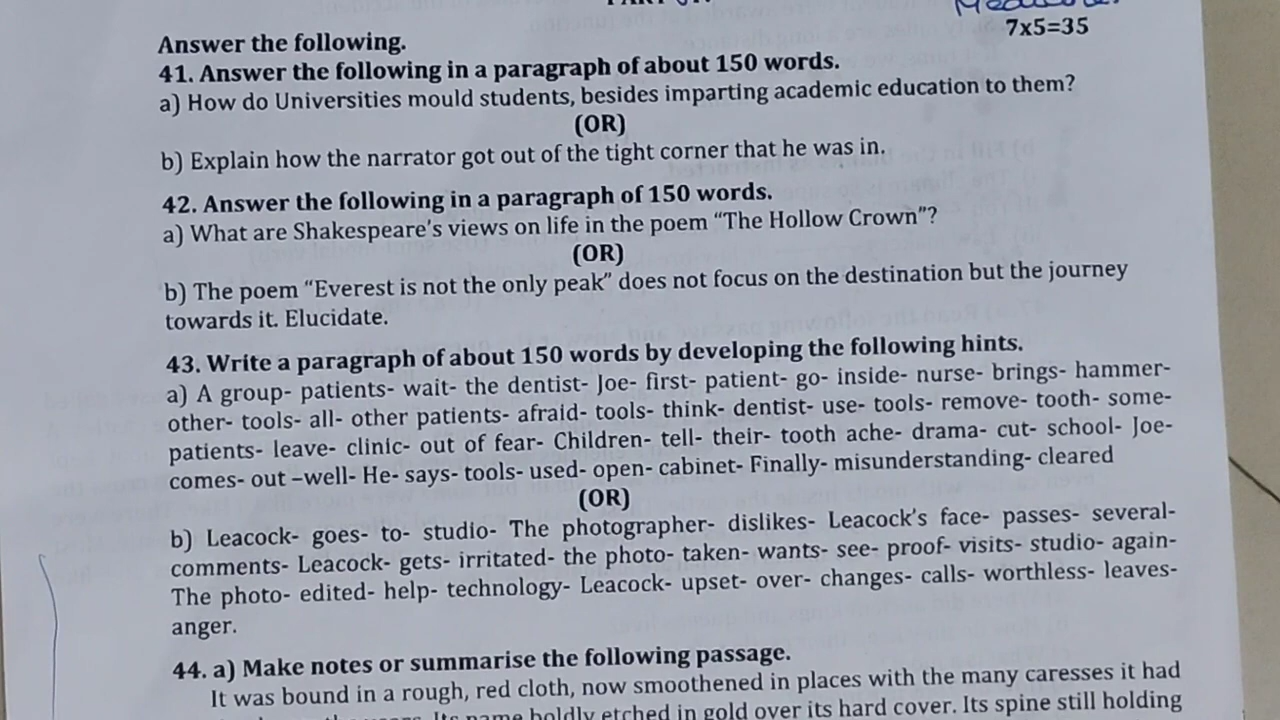 7x5=35
Answer the following.
41. Answer the following in a paragraph of about 150 words.
a) How do Universities mould students, besides imparting academic education to them?
(OR)
b) Explain how the narrator got out of the tight corner that he was in.
42. Answer the following in a paragraph of 150 words.
a) What are Shakespeare's views on life in the poem "The Hollow Crown"?
(OR)
b) The poem "Everest is not the only peak" does not focus on the destination but the journey
towards it. Elucidate.
43. Write a paragraph of about 150 words by developing the following hints.
a) A group- patients- wait- the dentist- Joe- first- patient- go- inside- nurse- brings- hammer-
other- tools- all- other patients- afraid- tools- think- dentist- use- tools- remove- tooth- some-
patients- leave- clinic- out of fear- Children- tell- their- tooth ache- drama- cut- school- Joe-
comes- out –well- He- says- tools- used- open- cabinet- Finally- misunderstanding- cleared
(OR)
b) Leacock- goes- to- studio- The photographer- dislikes- Leacock's face- passes- several-
comments- Leacock- gets- irritated- the photo- taken- wants- see- proof- visits- studio- again-
The photo- edited- help- technology- Leacock- upset- over- changes- calls- worthless- leaves-
anger.
44. a) Make notes or summarise the following passage.
It was bound in a rough, red cloth, now smoothened in places with the many caresses it had
Its name boldly etched in gold over its hard cover. Its spine still holding